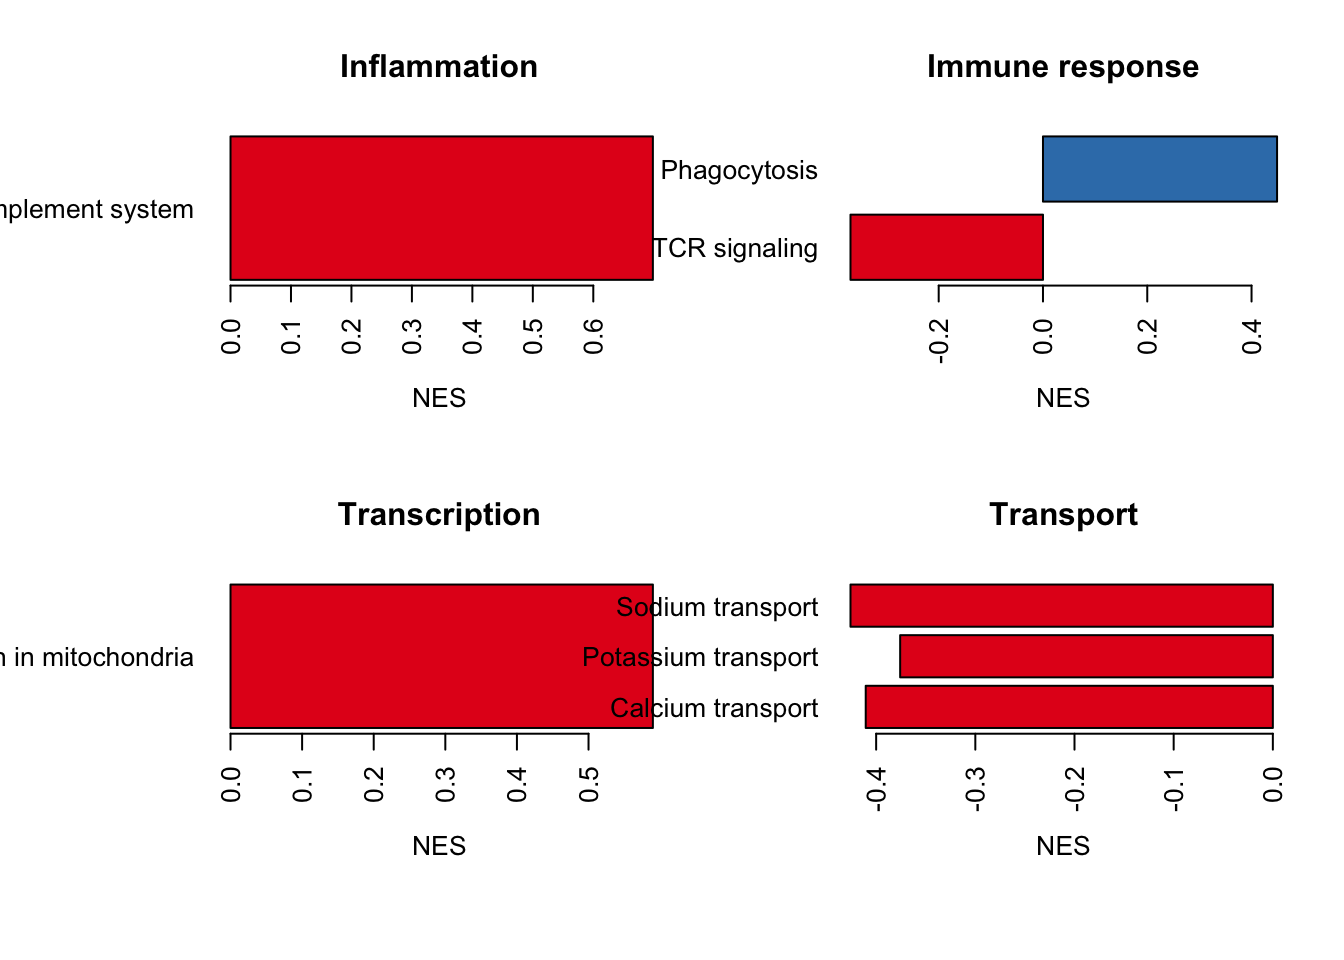 Inflammation
mplement system
0.0 0.1 0.2 0.3 0.4 0.5 0.6
NES
Immune response
Phagocytosis
TCR signaling
-0.2 0.0 0.2 0.4
NES
Transcription
n in mitochondria
0.0 0.1 0.2 0.3 0.4 0.5
NES
Transport
Sodium transport
Potassium transport
Calcium transport
-0.4 -0.3 -0.2 -0.1 0.0
NES